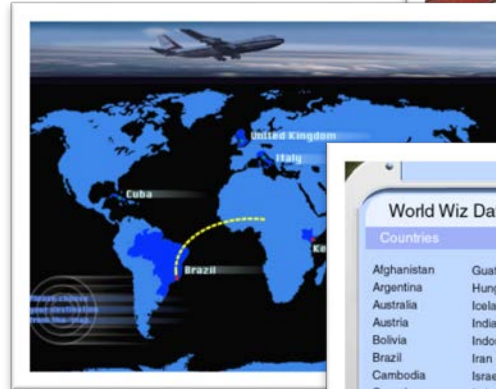 United Kingdom
Italy
Cuba
Ke
Brazil
World Wiz Da
Countries
Afghanistan Guat
Argentina Hung
Australia Icela
Austria India
Bolivia Indo
Brazil Iran
Cambodia Israe